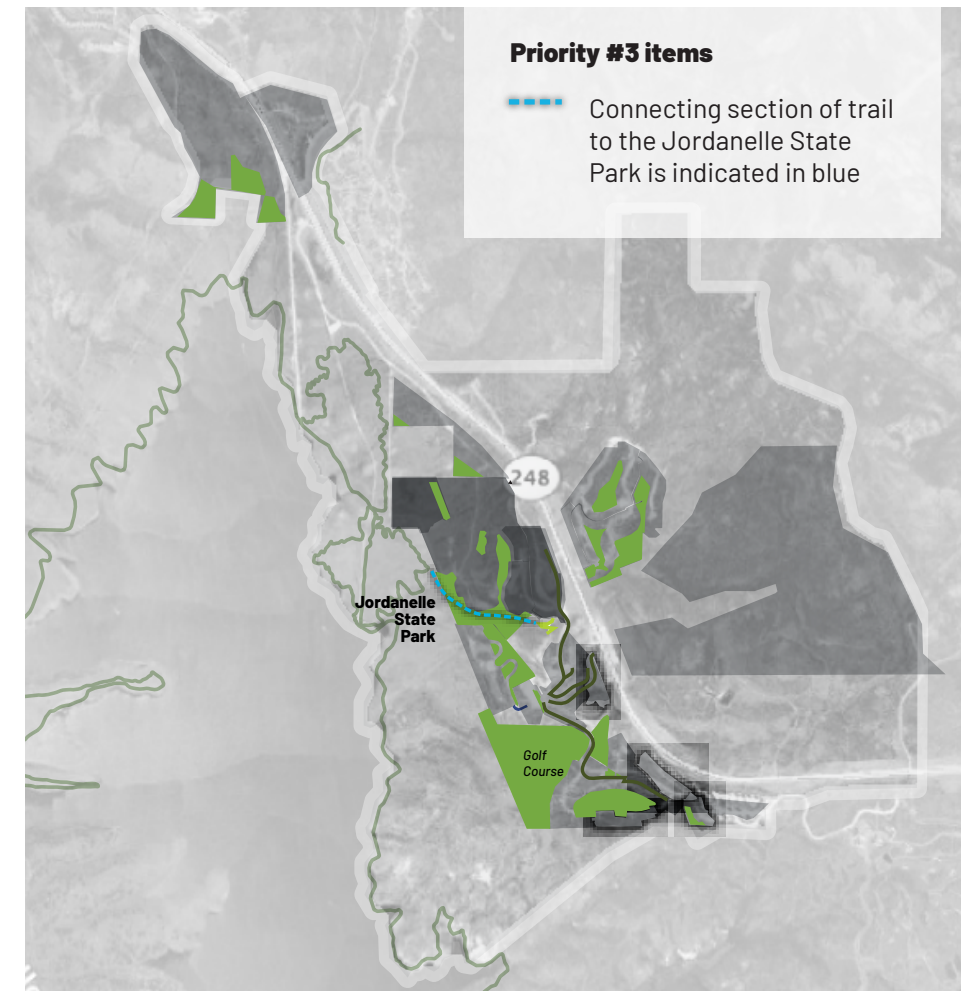 Priority #3 items
Connecting section of trail
to the Jordanelle State
Park is indicated in blue
248
Jordanelle
State
Park
Golf
Course